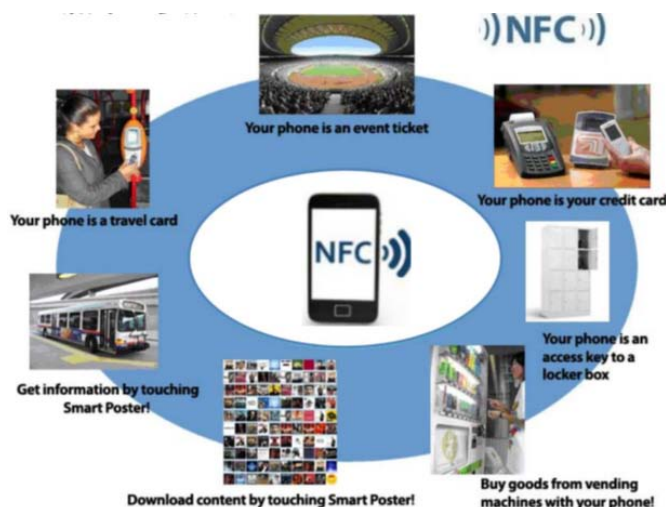 NFC
Your phone is an event ticket
Your phone is your credit card
Your phone is a travel card
NFC
Your phone is an
access key to a
locker box
Get information by touching
Smart Poster!
Download content by touching Smart Poster!
Buy goods from vending
machines with your phone!